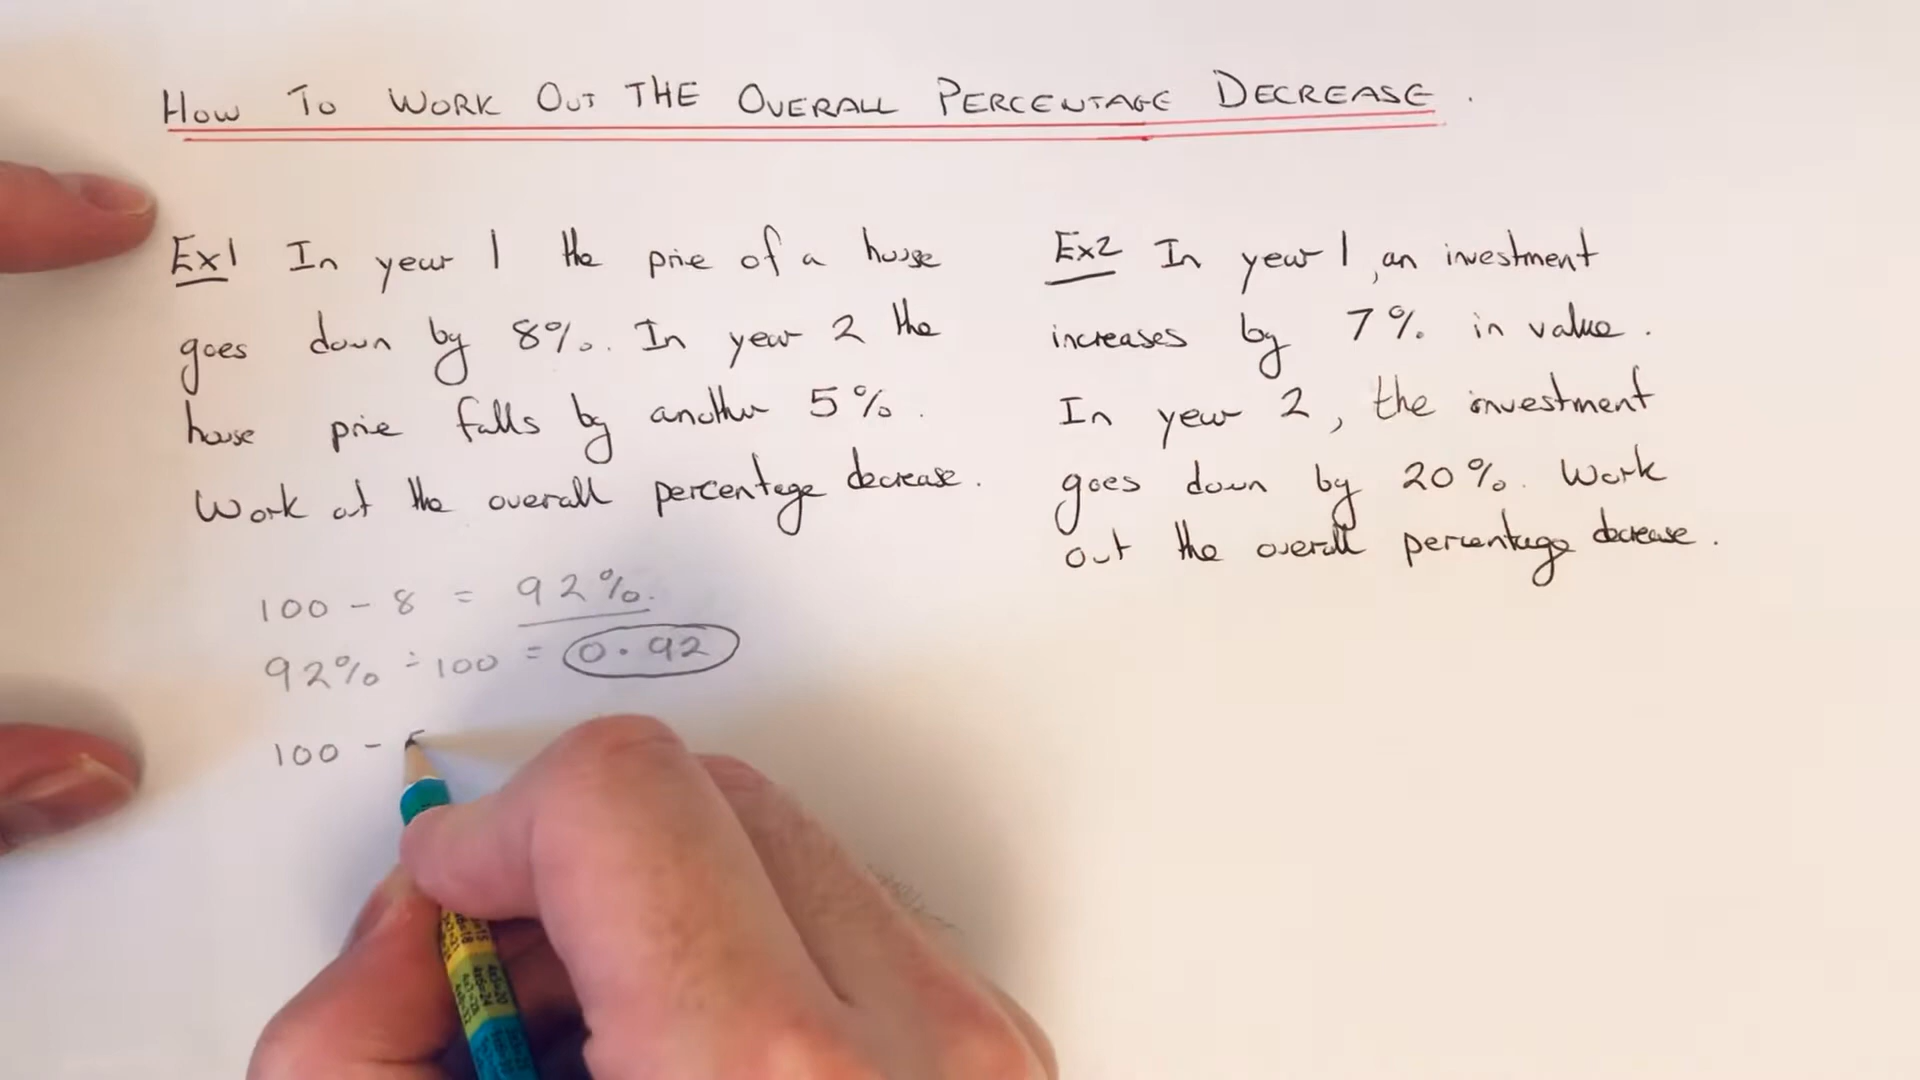 HOW TO WORK OUT THE OVERALL PERCENTAGE DECREASE.
Ex1 In year 1 the price of a house
goes down by 8%. In year 2 the
house price falls by another 5%.
Work out the overall percentage decrease.
100 - 8 = 92%.
92% ÷ 100 = 0.92
100 - 5
Ex2 In year 1, an investment
increases by 7% in value.
In year 2, the investment
goes down by 20%. Work
out the overall percentage decrease.